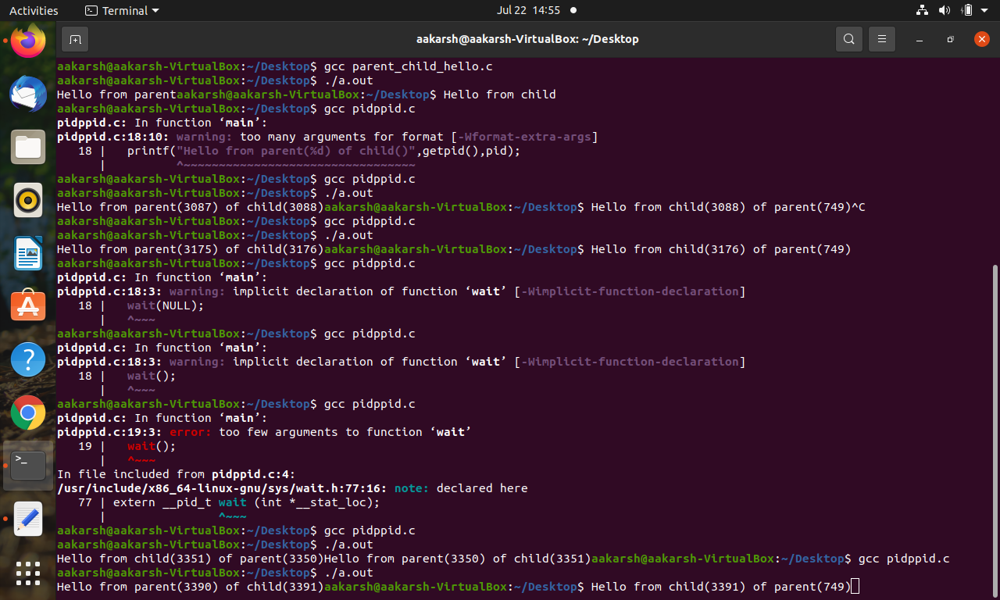 Activities Terminal Jul 22 14:55
aakarsh@aakarsh-VirtualBox: ~/Desktop
aakarsh@aakarsh-VirtualBox:~/Desktop$ gcc parent_child_hello.c
aakarsh@aakarsh-VirtualBox:~/Desktop$ ./a.out
Hello from parentaakarsh@aakarsh-VirtualBox:~/Desktop$ Hello from child
aakarsh@aakarsh-VirtualBox:~/Desktop$ gcc pidppid.c
pidppid.c: In function ‘main’:
pidppid.c:18:10: warning: too many arguments for format [-Wformat-extra-args]
   18 |   printf("Hello from parent(%d) of child()",getpid(),pid);
      |          ^~~~~~~~~~~~~~~~~~~~~~~~~~~~~~~~~~
aakarsh@aakarsh-VirtualBox:~/Desktop$ gcc pidppid.c
aakarsh@aakarsh-VirtualBox:~/Desktop$ ./a.out
Hello from parent(3087) of child(3088)aakarsh@aakarsh-VirtualBox:~/Desktop$ Hello from child(3088) of parent(749)^C
aakarsh@aakarsh-VirtualBox:~/Desktop$ gcc pidppid.c
aakarsh@aakarsh-VirtualBox:~/Desktop$ ./a.out
Hello from parent(3175) of child(3176)aakarsh@aakarsh-VirtualBox:~/Desktop$ Hello from child(3176) of parent(749)
aakarsh@aakarsh-VirtualBox:~/Desktop$ gcc pidppid.c
pidppid.c: In function ‘main’:
pidppid.c:18:3: warning: implicit declaration of function ‘wait’ [-Wimplicit-function-declaration]
   18 |   wait(NULL);
      |   ^~~~
aakarsh@aakarsh-VirtualBox:~/Desktop$ gcc pidppid.c
pidppid.c: In function ‘main’:
pidppid.c:18:3: warning: implicit declaration of function ‘wait’ [-Wimplicit-function-declaration]
   18 |   wait();
      |   ^~~~
aakarsh@aakarsh-VirtualBox:~/Desktop$ gcc pidppid.c
pidppid.c: In function ‘main’:
pidppid.c:19:3: error: too few arguments to function ‘wait’
   19 |   wait();
      |   ^~~~
In file included from pidppid.c:4:
/usr/include/x86_64-linux-gnu/sys/wait.h:77:16: note: declared here
   77 | extern __pid_t wait (int *__stat_loc);
      |                ^~~~
aakarsh@aakarsh-VirtualBox:~/Desktop$ gcc pidppid.c
aakarsh@aakarsh-VirtualBox:~/Desktop$ ./a.out
Hello from child(3351) of parent(3350)Hello from parent(3350) of child(3351)aakarsh@aakarsh-VirtualBox:~/Desktop$ gcc pidppid.c
aakarsh@aakarsh-VirtualBox:~/Desktop$ ./a.out
Hello from parent(3390) of child(3391)aakarsh@aakarsh-VirtualBox:~/Desktop$ Hello from child(3391) of parent(749)